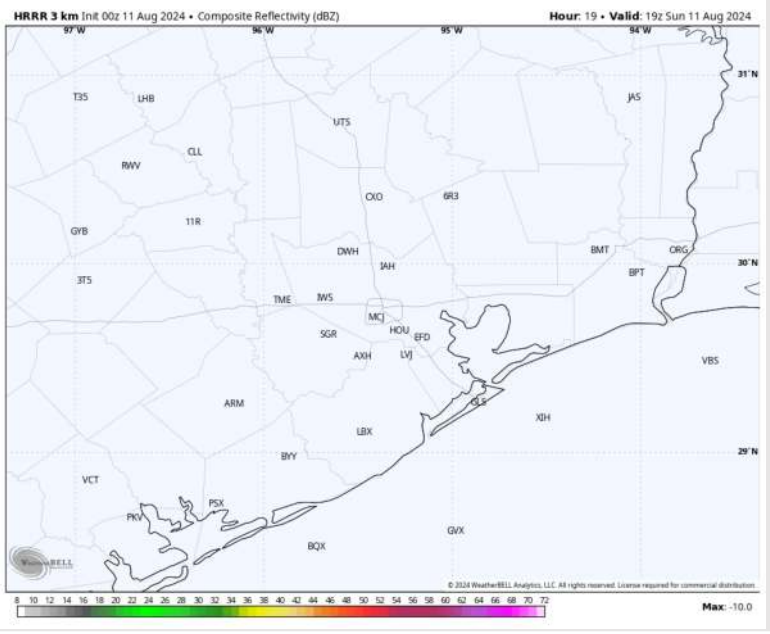 HRRR 3 km Init 00z 11 Aug 2024 • Composite Reflectivity (dBZ) Hour: 19 • Valid: 19z Sun 11 Aug 2024
97°W 96°W 95°W 94°W
31°N
T35 LHB JAS
UTS
CLL
RWV
CXO 6R3
11R
GYB
DWH BMT ORG
IAH 30°N
3T5 BPT
TME IWS
MCJ
SGR HOU EFD
AXH LVJ
VBS
ARM GLS
XIH
LBX
BYY 29°N
VCT
PSX
PKV
GVX
BQX
WeatherBELL
© 2024 WeatherBELL Analytics, LLC. All rights reserved. License required for commercial distribution.
8 10 12 14 16 18 20 22 24 26 28 30 32 34 36 38 40 42 44 46 48 50 52 54 56 58 60 62 64 66 68 70 72
Max: -10.0